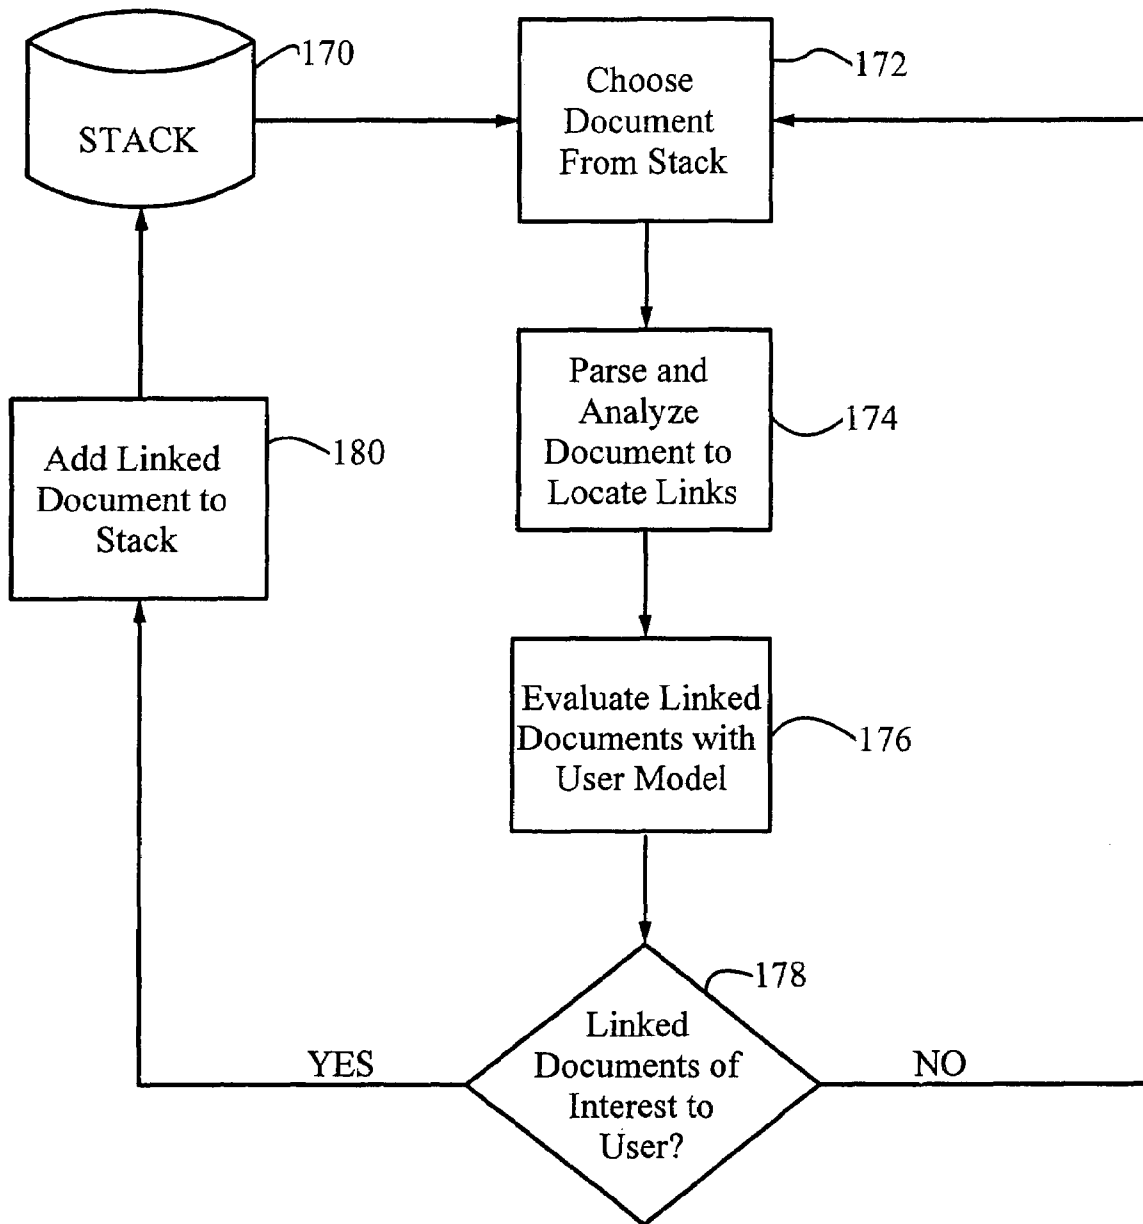 170
STACK
Choose
Document
From Stack
172
Parse and
Analyze
Document to
Locate Links
174
Add Linked
Document to
Stack
180
Evaluate Linked
Documents with
User Model
176
178
Linked
Documents of
Interest to
User?
YES
NO